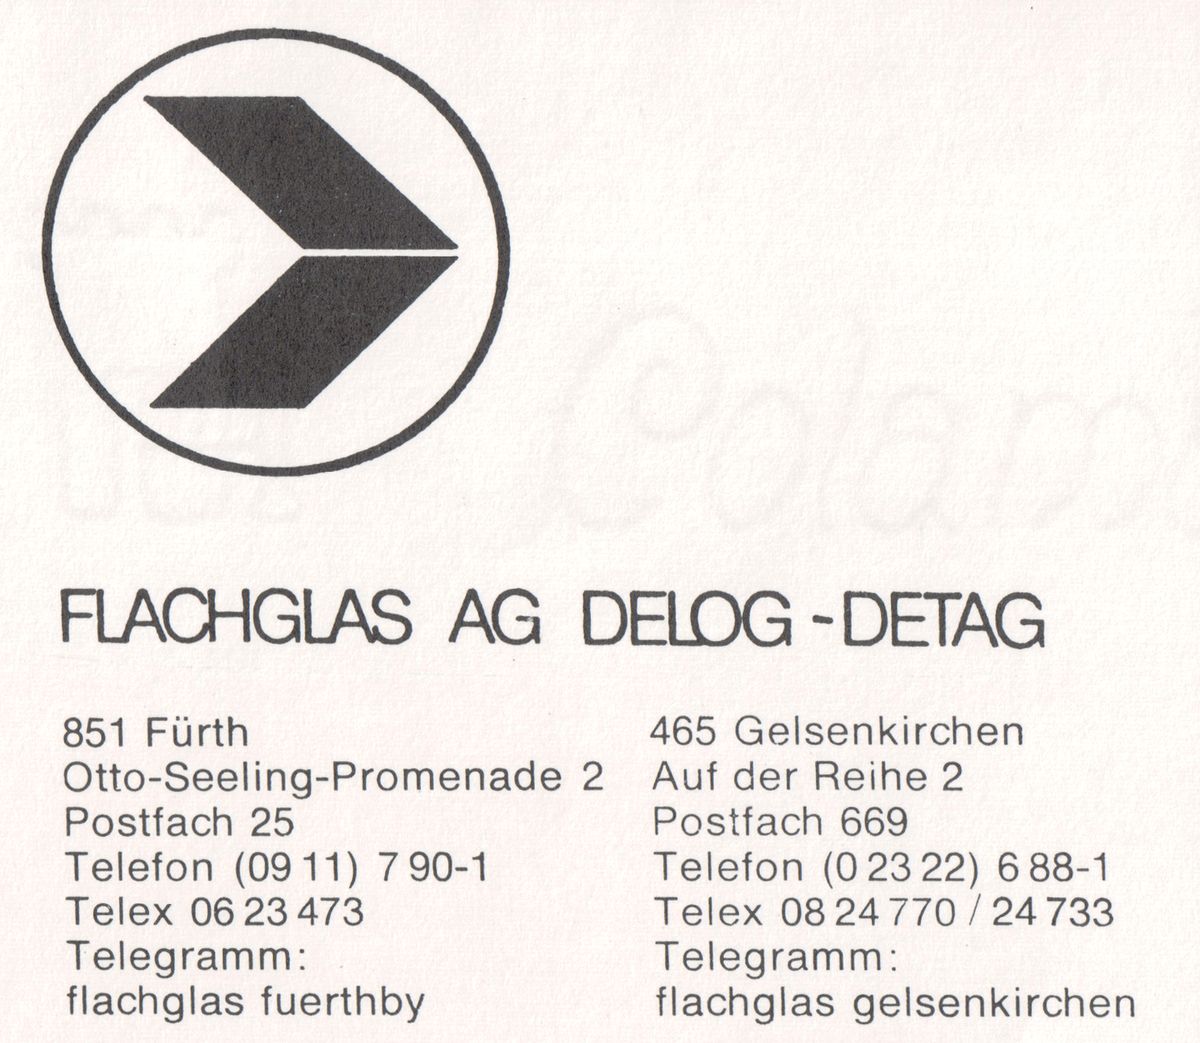 FLACHGLAS AG DELOG-DETAG
851 Fürth
Otto-Seeling-Promenade 2
Postfach 25
Telefon (09 11) 7 90-1
Telex 06 23 473
Telegramm:
flachglas fuerthby
465 Gelsenkirchen
Auf der Reihe 2
Postfach 669
Telefon (0 23 22) 6 88-1
Telex 08 24 770 / 24 733
Telegramm:
flachglas gelsenkirchen